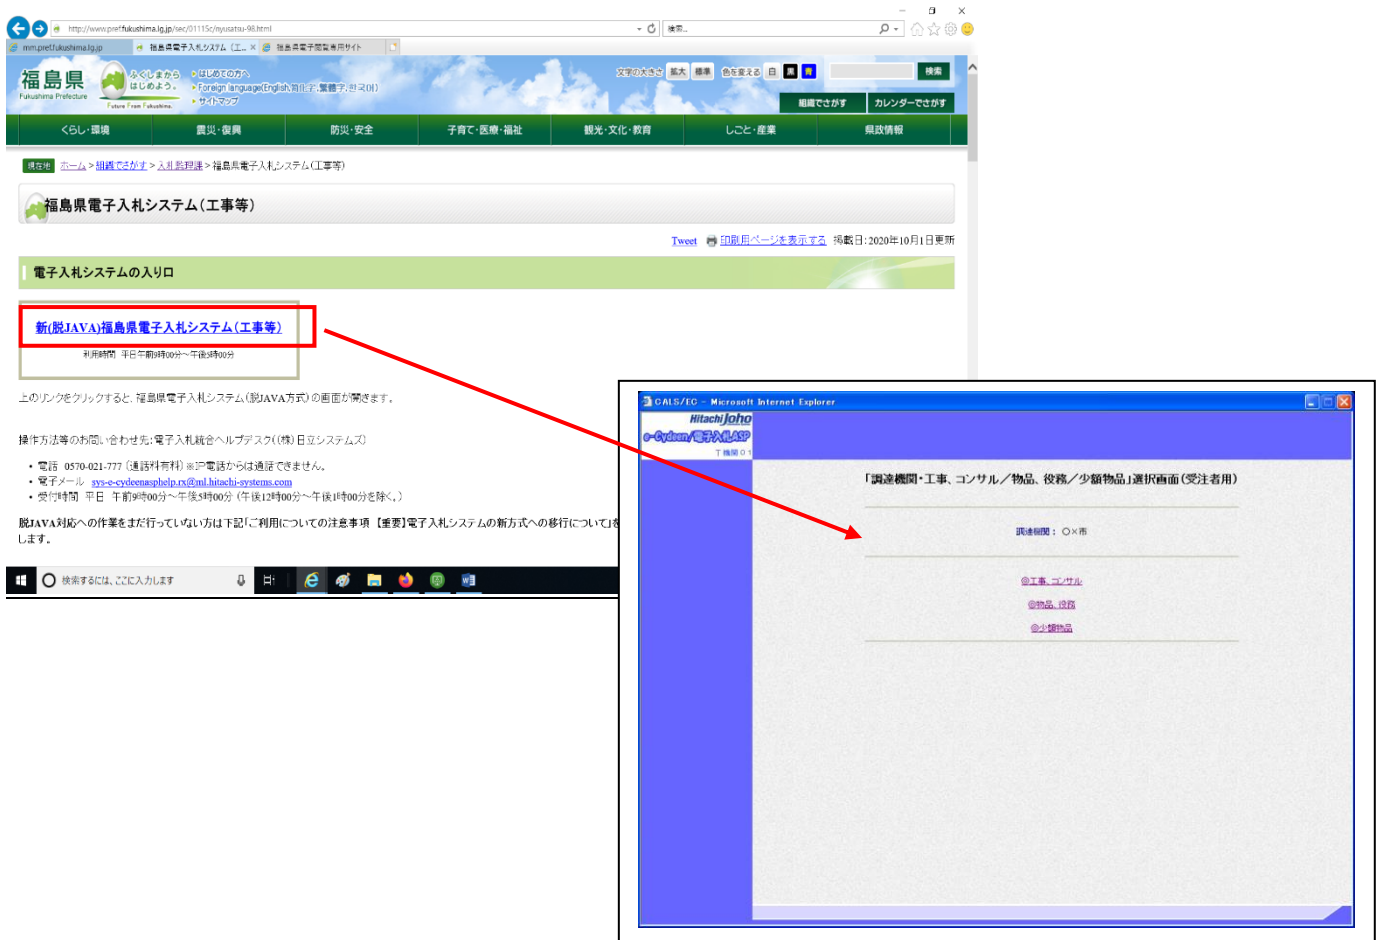 http://www.pref.fukushima.lg.jp/sec/01115c/nyusatsu-98.html
検索...
mm.pref.fukushima.lg.jp
福島県電子入札システム（工...
福島県電子閲覧専用サイト
福島県
Fukushima Prefecture
ふくしまから
はじめよう。
Future From Fukushima.
はじめての方へ
Foreign language(English,简体字,繁體字,한국어)
サイトマップ
文字の大きさ 拡大 標準 色を変える 白 黒 青
検索
組織でさがす カレンダーでさがす
くらし・環境 震災・復興 防災・安全 子育て・医療・福祉 観光・文化・教育 しごと・産業 県政情報
現在地 ホーム > 組織でさがす > 入札監理課 > 福島県電子入札システム（工事等）
福島県電子入札システム（工事等）
Tweet 印刷用ページを表示する 掲載日：2020年10月1日更新
電子入札システムの入り口
新(脱JAVA)福島県電子入札システム（工事等）
利用時間 平日午前9時00分～午後5時00分
上のリンクをクリックすると、福島県電子入札システム（脱JAVA方式）の画面が開きます。
操作方法等のお問い合わせ先：電子入札統合ヘルプデスク（（株）日立システムズ）
・ 電話 0570-021-777（通話料有料）※IP電話からは通話できません。
・ 電子メール sys-e-cydeenasphelp.rx@ml.hitachi-systems.com
・ 受付時間 平日 午前9時00分～午後5時00分（午後12時00分～午後1時00分を除く。）
脱JAVA対応への作業をまだ行っていない方は下記「ご利用についての注意事項 【重要】電子入札システムの新方式への移行について」を
します。
検索するには、ここに入力します
CALS/EC - Microsoft Internet Explorer
Hitachi Joho
e-Cydeen/電子入札ASP
T機関01
「調達機関・工事、コンサル／物品、役務／少額物品」選択画面（受注者用）
調達機関： ○×市
◎工事、コンサル
◎物品、役務
◎少額物品